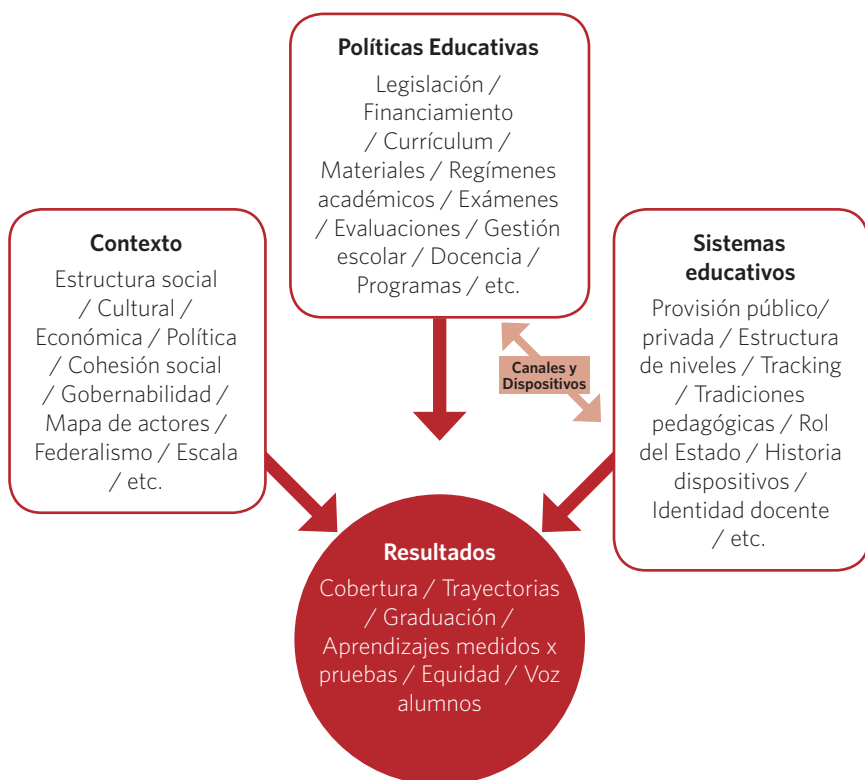 Políticas Educativas
Legislación /
Financiamiento
/ Currículum /
Materiales / Regímenes
académicos / Exámenes
/ Evaluaciones / Gestión
escolar / Docencia /
Programas / etc.
Contexto
Estructura social
/ Cultural /
Económica / Política
/ Cohesión social
/ Gobernabilidad /
Mapa de actores /
Federalismo / Escala
/ etc.
Canales y
Dispositivos
Sistemas
educativos
Provisión público/
privada / Estructura
de niveles / Tracking
/ Tradiciones
pedagógicas / Rol
del Estado / Historia
dispositivos /
Identidad docente
/ etc.
Resultados
Cobertura / Trayectorias
/ Graduación /
Aprendizajes medidos x
pruebas / Equidad / Voz
alumnos